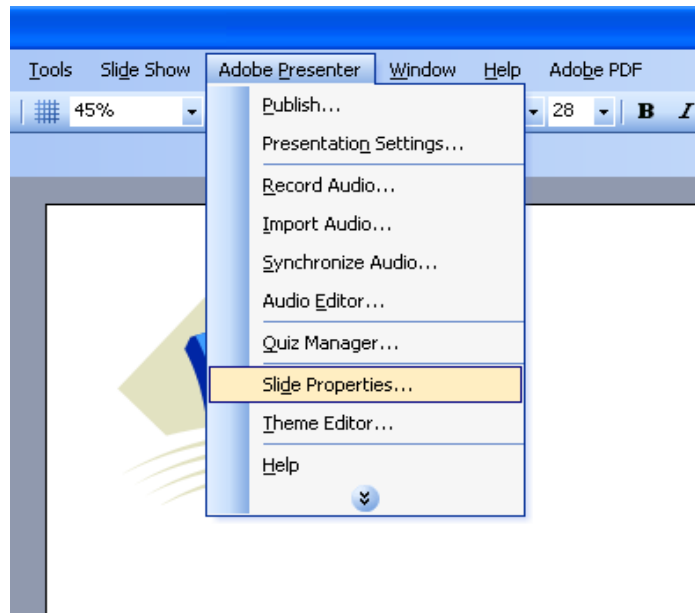 Tools Slide Show Adobe Presenter Window Help Adobe PDF
45% 28 B I
Publish...
Presentation Settings...
Record Audio...
Import Audio...
Synchronize Audio...
Audio Editor...
Quiz Manager...
Slide Properties...
Theme Editor...
Help